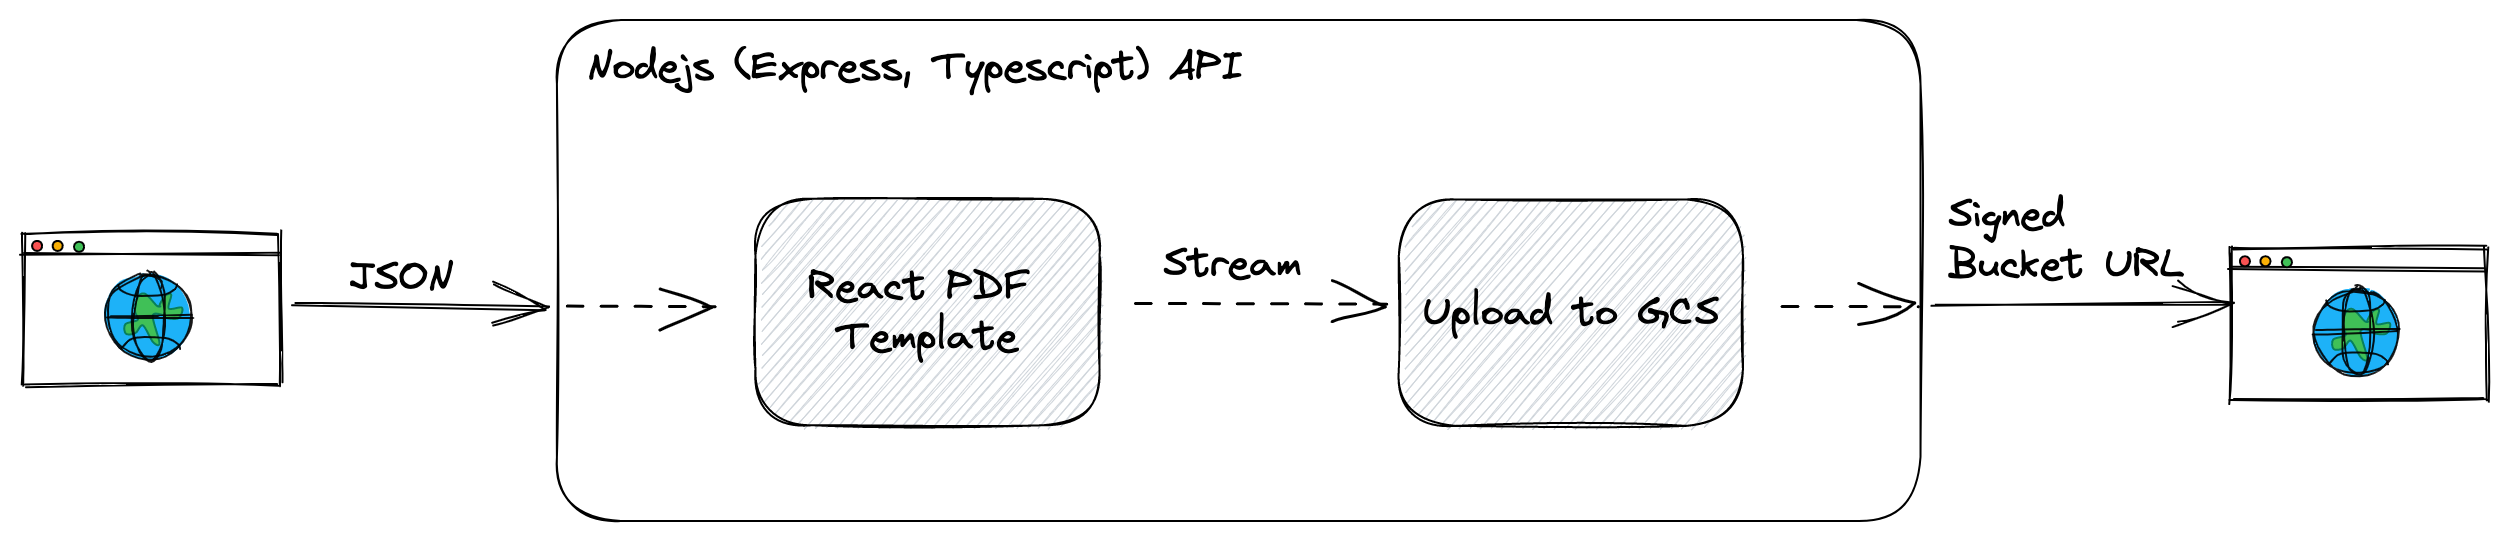 Nodejs (Express, Typescript) API
JSON
React PDF
Template
stream
Upload to GCS
Signed
Bucket URL